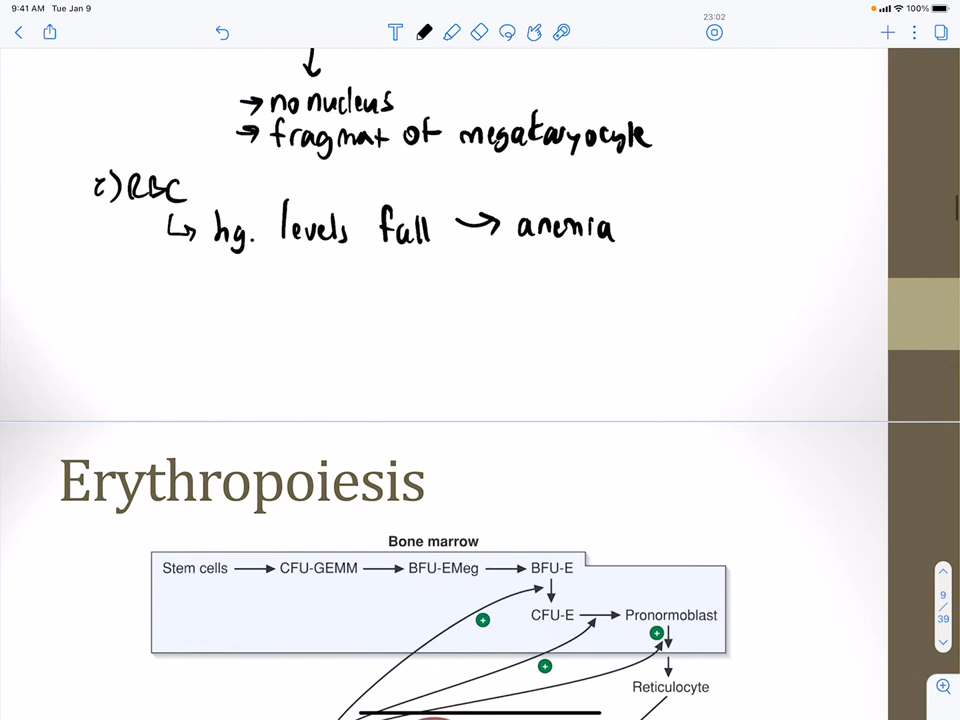 9:41 AM Tue Jan 9
100%
23:02
T
→ no nucleus
→ fragmat of megakaryocyte
c) RBC
↳ hg. levels fall → anemia
Erythropoiesis
Bone marrow
Stem cells → CFU-GEMM → BFU-EMeg → BFU-E
CFU-E → Pronormoblast
+
+
+
Reticulocyte
9
/
39